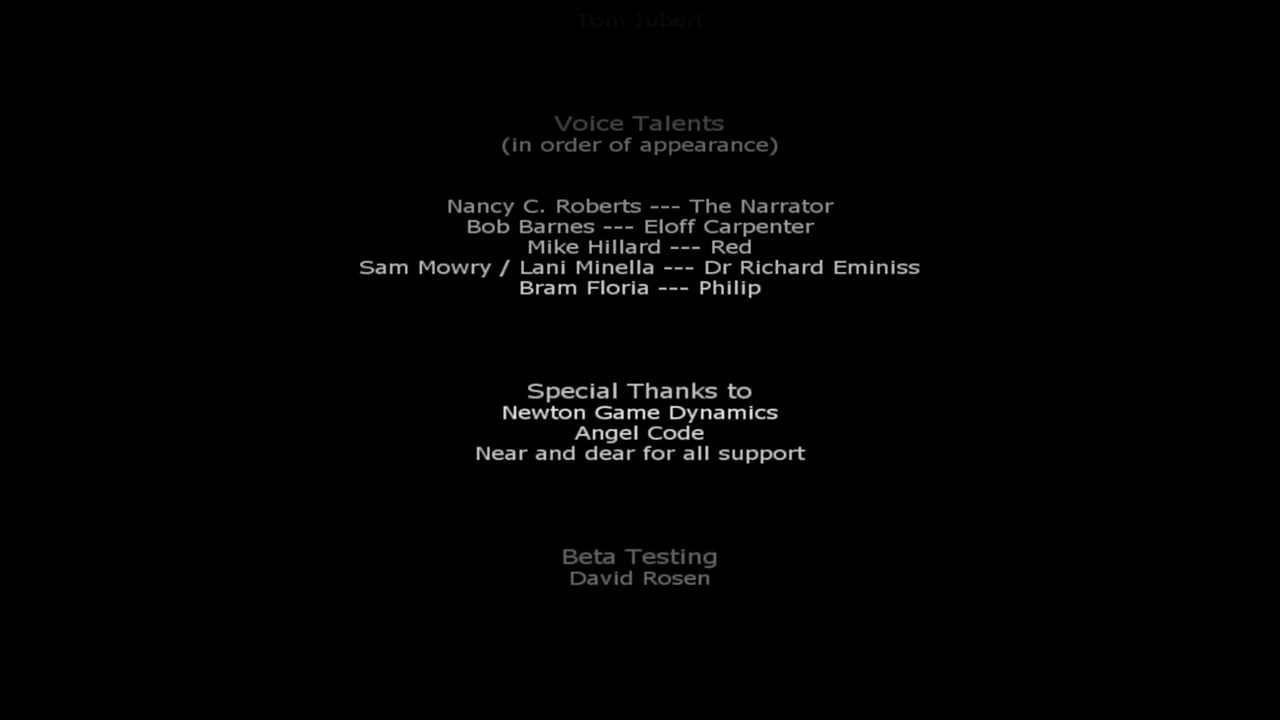 Tom Jubert
Voice Talents
(in order of appearance)
Nancy C. Roberts --- The Narrator
Bob Barnes --- Eloff Carpenter
Mike Hillard --- Red
Sam Mowry / Lani Minella --- Dr Richard Eminiss
Bram Floria --- Philip
Special Thanks to
Newton Game Dynamics
Angel Code
Near and dear for all support
Beta Testing
David Rosen